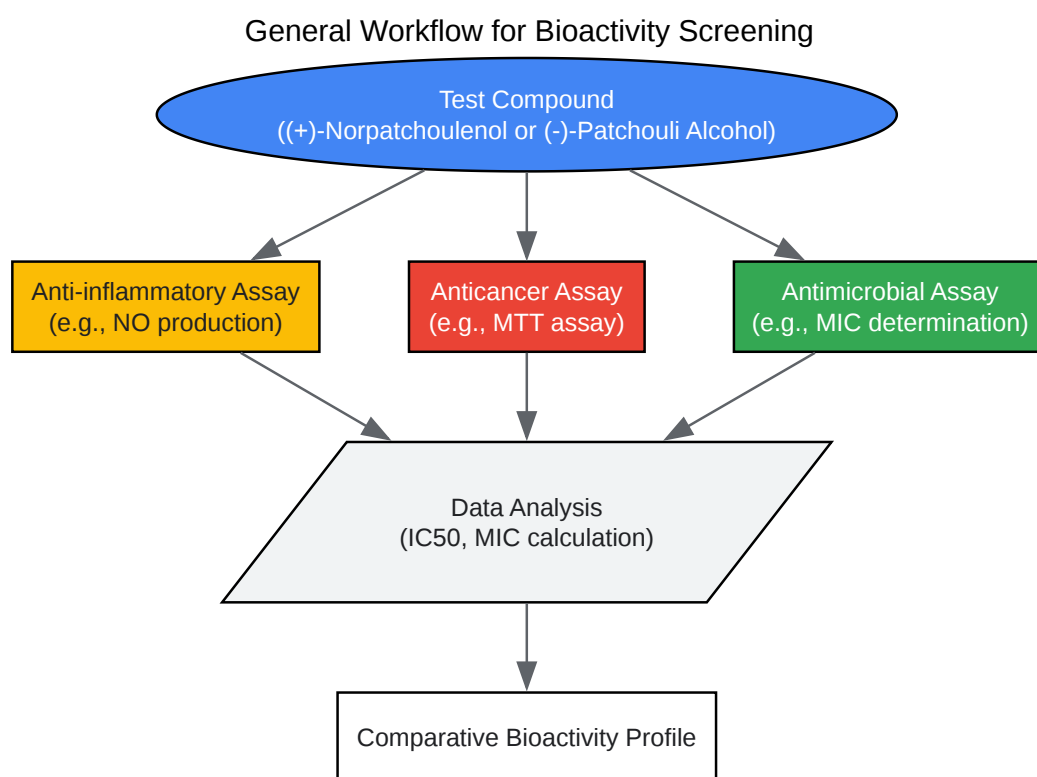 General Workflow for Bioactivity Screening
Test Compound
((+)-Norpatchoulenol or (-)-Patchouli Alcohol)
Anti-inflammatory Assay
(e.g., NO production)
Anticancer Assay
(e.g., MTT assay)
Antimicrobial Assay
(e.g., MIC determination)
Data Analysis
(IC50, MIC calculation)
Comparative Bioactivity Profile